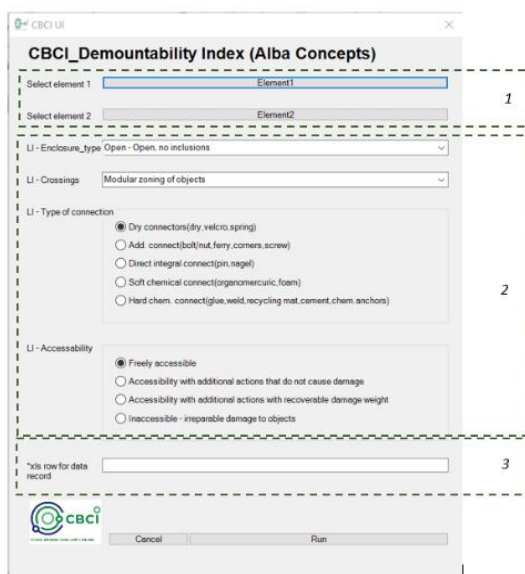 CBCI UI
CBCI_Demountability Index (Alba Concepts)
Select element 1 Element1
1
Select element 2 Element2
LI - Enclosure_type Open - Open, no inclusions
LI - Crossings Modular zoning of objects
LI - Type of connection
Dry connectors(dry,velcro,spring)
Add. connect(bolt/nut,ferry,corners,screw)
Direct integral connect(pin,nagel)
2
Soft chemical connect(organomercuric,foam)
Hard chem. connect(glue,weld,recycling mat,cement,chem.anchors)
LI - Accessability
Freely accessible
Accessibility with additional actions that do not cause damage
Accessibility with additional actions with recoverable damage weight
Inaccessible - irreparable damage to objects
*xls row for data
record
3
CBCI
Cancel Run